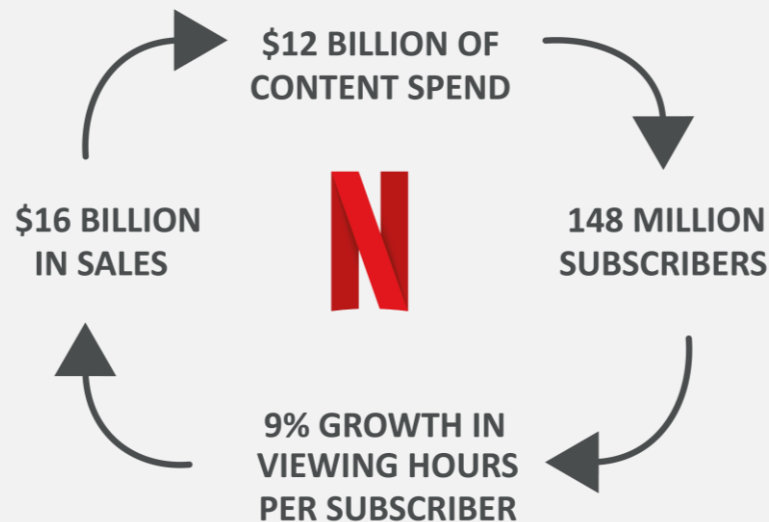 $12 BILLION OF
CONTENT SPEND
148 MILLION
SUBSCRIBERS
9% GROWTH IN
VIEWING HOURS
PER SUBSCRIBER
$16 BILLION
IN SALES
N